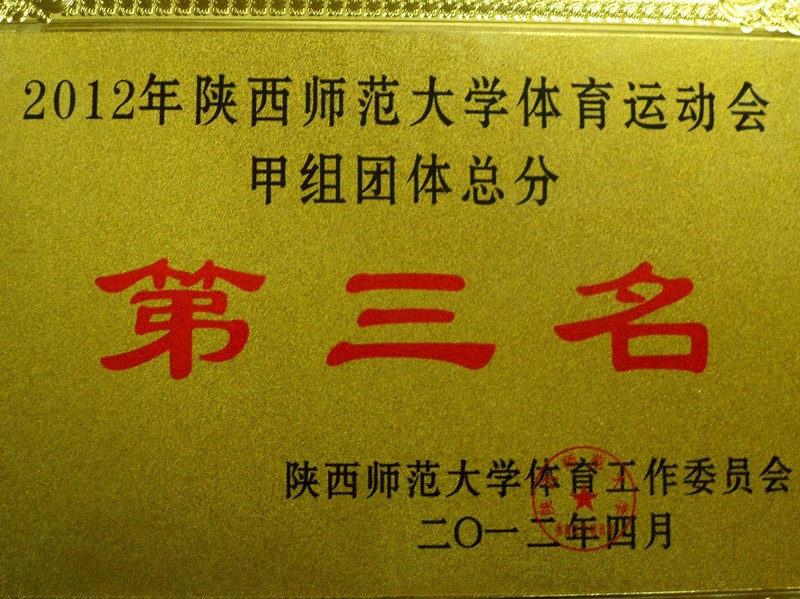 2012年陕西师范大学体育运动会
甲组团体总分
第三名
陕西师范大学体育工作委员会
二〇一二年四月